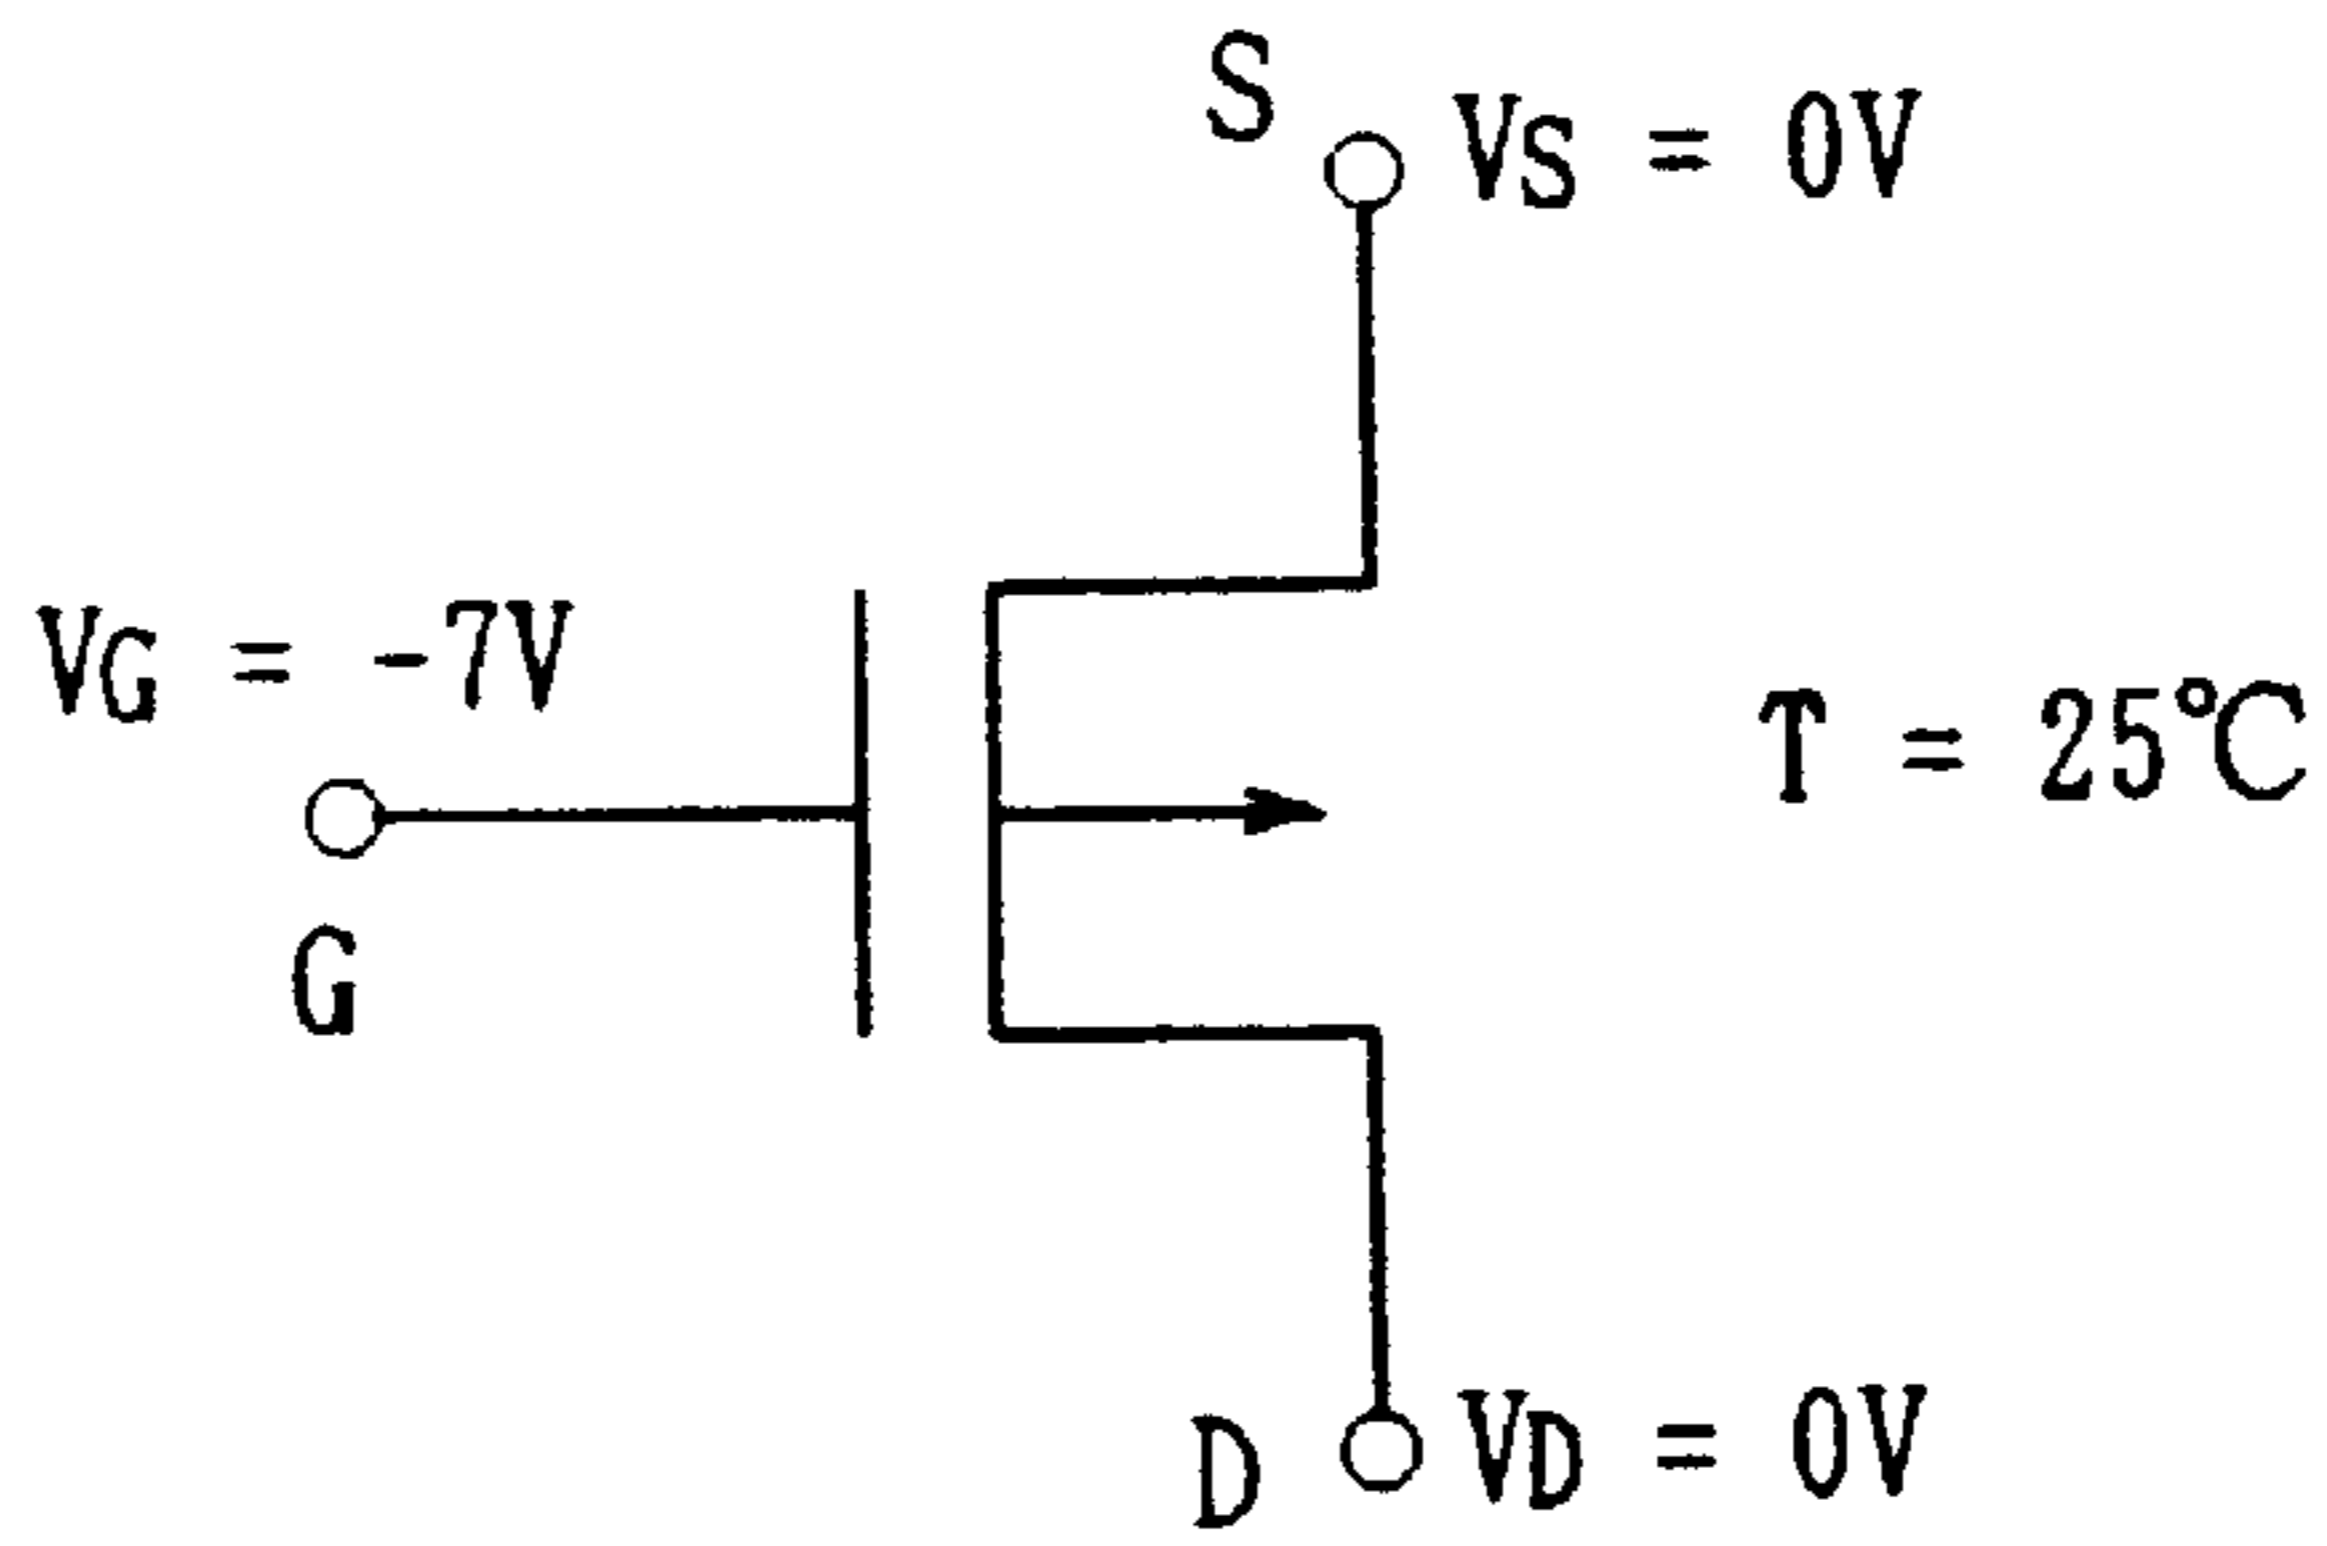 S
VS = 0V
VG = -7V
T = 25℃
G
D
VD = 0V